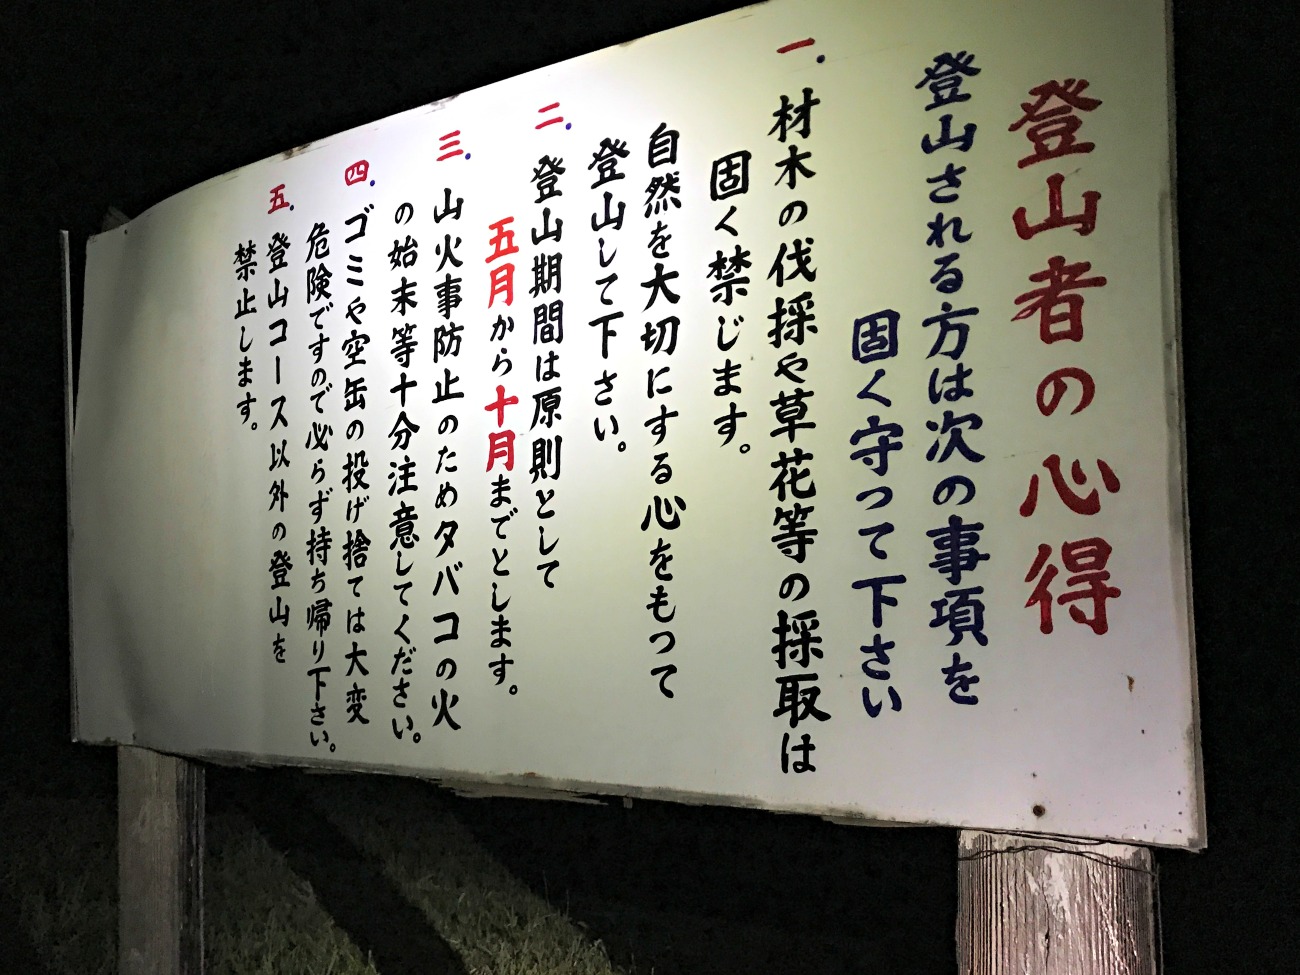 登山者の心得
登山される方は次の事項を
固く守って下さい
一、材木の伐採や草花等の採取は
固く禁じます。
自然を大切にする心をもって
登山して下さい。
二、登山期間は原則として
五月から十月までとします。
三、山火事防止のためタバコの火
の始末等十分注意してください。
四、ゴミや空缶の投げ捨ては大変
危険ですので必らず持ち帰り下さい。
五、登山コース以外の登山を
禁止します。